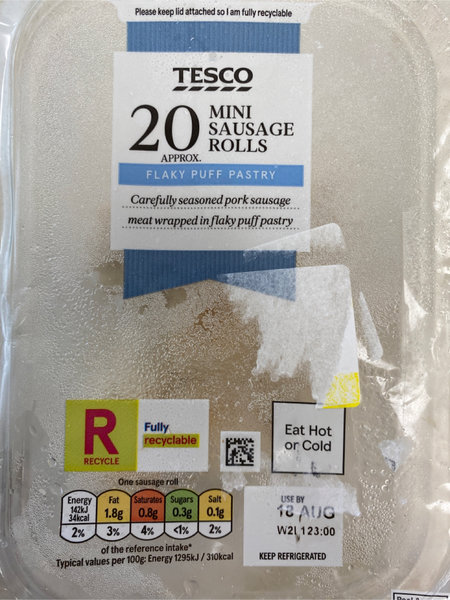 Please keep lid attached so I am fully recyclable
TESCO
20
APPROX.
MINI
SAUSAGE
ROLLS
FLAKY PUFF PASTRY
Carefully seasoned pork sausage
meat wrapped in flaky puff pastry
R
RECYCLE
Fully
recyclable
Eat Hot
or Cold
One sausage roll
Energy
142kJ
34kcal
2%
Fat
1.8g
3%
Saturates
0.8g
4%
Sugars
0.3g
<1%
Salt
0.1g
2%
of the reference intake*
Typical values per 100g: Energy 1295kJ / 310kcal
USE BY
18 AUG
W2L123:00
KEEP REFRIGERATED